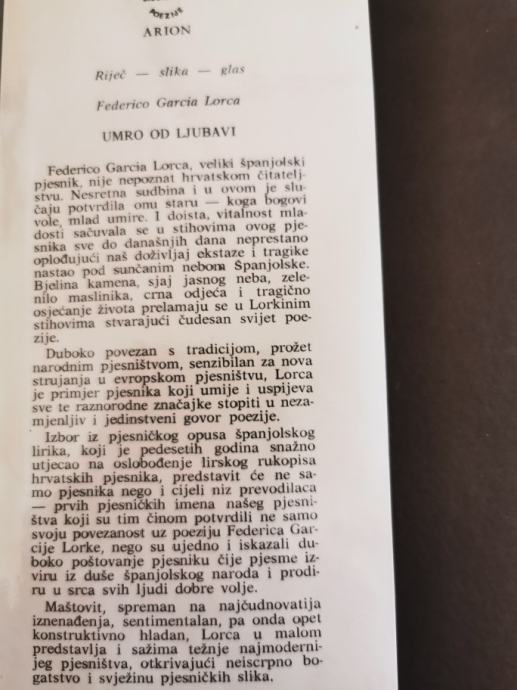 POEZIJE
ARION
Riječ — slika — glas
Federico Garcia Lorca
UMRO OD LJUBAVI
Federico Garcia Lorca, veliki španjolski
pjesnik, nije nepoznat hrvatskom čitatelj-
stvu. Nesretna sudbina i u ovom je slu-
čaju potvrdila onu staru — koga bogovi
vole, mlad umire. I doista, vitalnost mla-
dosti sačuvala se u stihovima ovog pje-
snika sve do današnjih dana neprestano
oplođujući naš doživljaj ekstaze i tragike
nastao pod sunčanim nebom Španjolske.
Bjelina kamena, sjaj jasnog neba, zele-
nilo maslinika, crna odjeća i tragično
osjećanje života prelamaju se u Lorkinim
stihovima stvarajući čudesan svijet poe-
zije.
Duboko povezan s tradicijom, prožet
narodnim pjesništvom, senzibilan za nova
strujanja u evropskom pjesništvu, Lorca
je primjer pjesnika koji umije i uspijeva
sve te raznorodne značajke stopiti u neza-
mjenljiv i jedinstveni govor poezije.
Izbor iz pjesničkog opusa španjolskog
lirika, koji je pedesetih godina snažno
utjecao na oslobođenje lirskog rukopisa
hrvatskih pjesnika, predstavit će ne sa-
mo pjesnika nego i cijeli niz prevodilaca
— prvih pjesničkih imena našeg pjesni-
štva koji su tim činom potvrdili ne samo
svoju povezanost uz poeziju Federica Gar-
cije Lorke, nego su ujedno i iskazali du-
boko poštovanje pjesniku čije pjesme iz-
viru iz duše španjolskog naroda i prodi-
ru u srca svih ljudi dobre volje.
Maštovit, spreman na najčudnovatija
iznenađenja, sentimentalan, pa onda opet
konstruktivno hladan, Lorca u malom
predstavlja i sažima težnje najmoderni-
jeg pjesništva, otkrivajući neiscrpno bo-
gatstvo i svježinu pjesničkih slika.